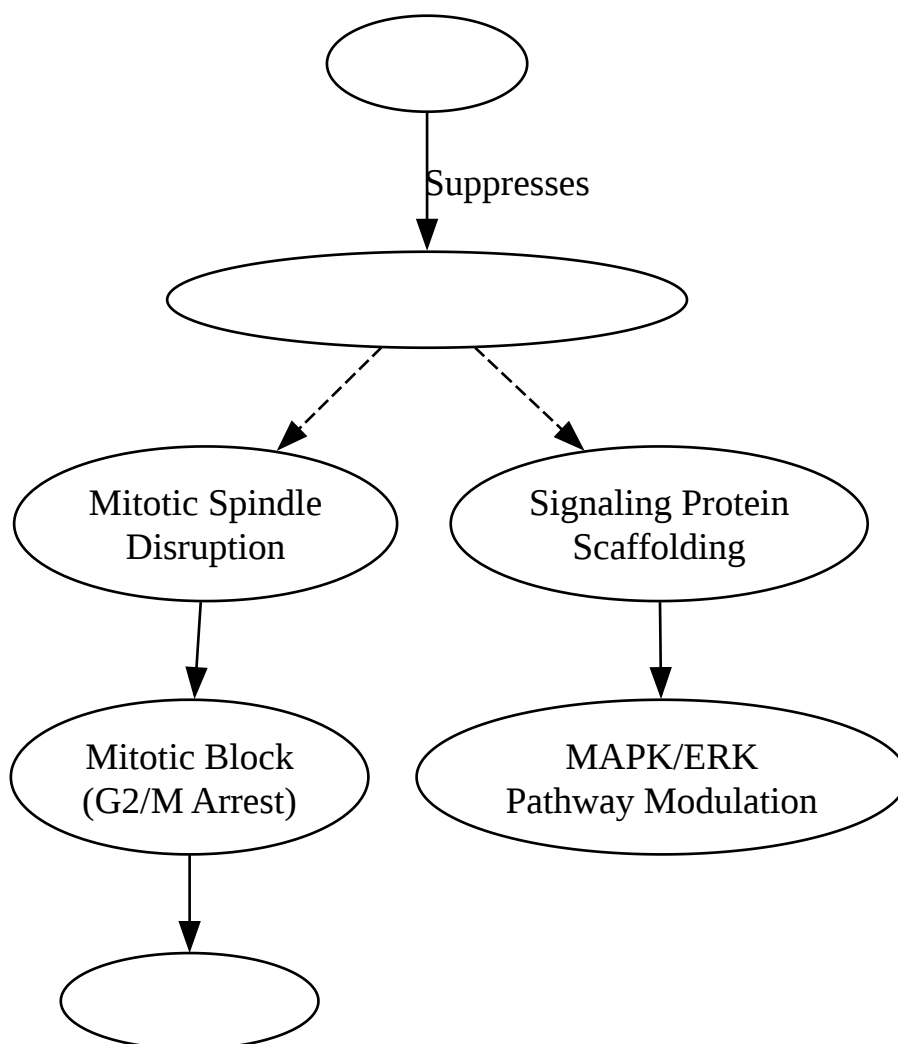 Suppresses
Mitotic Spindle
Disruption
Signaling Protein
Scaffolding
Mitotic Block
(G2/M Arrest)
MAPK/ERK
Pathway Modulation